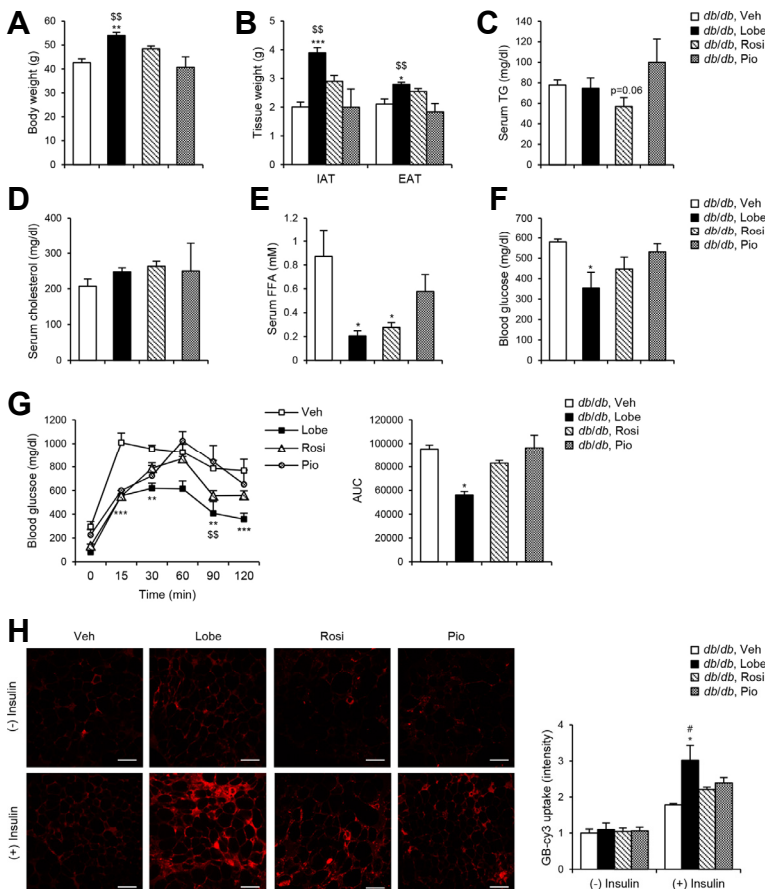 A
Body weight (g)
60
50
40
30
20
10
0
$$
**
B
Tissue weight (g)
5
4
3
2
1
0
$$
***
$$
*
IAT
EAT
C
Serum TG (mg/dl)
140
120
100
80
60
40
20
0
p=0.06
db/db, Veh
db/db, Lobe
db/db, Rosi
db/db, Pio
D
Serum cholesterol (mg/dl)
400
300
200
100
0
E
Serum FFA (mM)
1.2
1
0.8
0.6
0.4
0.2
0
*
*
F
Blood glucose (mg/dl)
700
600
500
400
300
200
100
0
*
db/db, Veh
db/db, Lobe
db/db, Rosi
db/db, Pio
G
Blood glucsoe (mg/dl)
1200
1000
800
600
400
200
0
***
**
**
$$
***
0
15
30
60
90
120
Time (min)
Veh
Lobe
Rosi
Pio
AUC
120000
100000
80000
60000
40000
20000
0
*
db/db, Veh
db/db, Lobe
db/db, Rosi
db/db, Pio
H
Veh
Lobe
Rosi
Pio
(-) Insulin
(+) Insulin
db/db, Veh
db/db, Lobe
db/db, Rosi
db/db, Pio
GB-cy3 uptake (intensity)
4
3
2
1
0
#
*
(-) Insulin
(+) Insulin